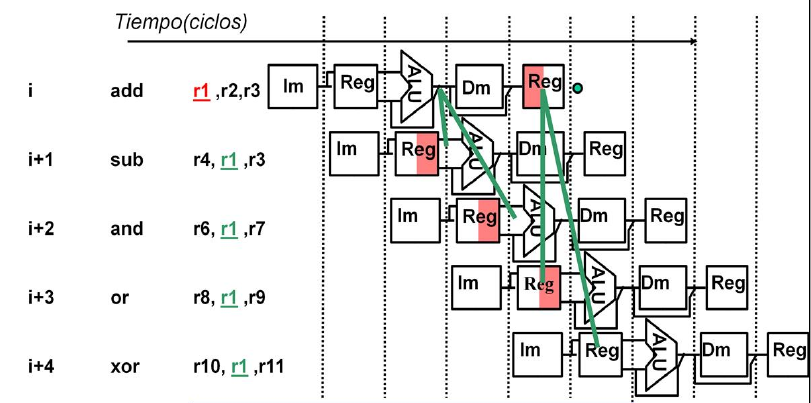 Tiempo(ciclos)
i add r1 ,r2,r3 Im Reg ALU Dm Reg
i+1 sub r4, r1 ,r3 Im Reg ALU Dm Reg
i+2 and r6, r1 ,r7 Im Reg ALU Dm Reg
i+3 or r8, r1 ,r9 Im Reg ALU Dm Reg
i+4 xor r10, r1 ,r11 Im Reg ALU Dm Reg